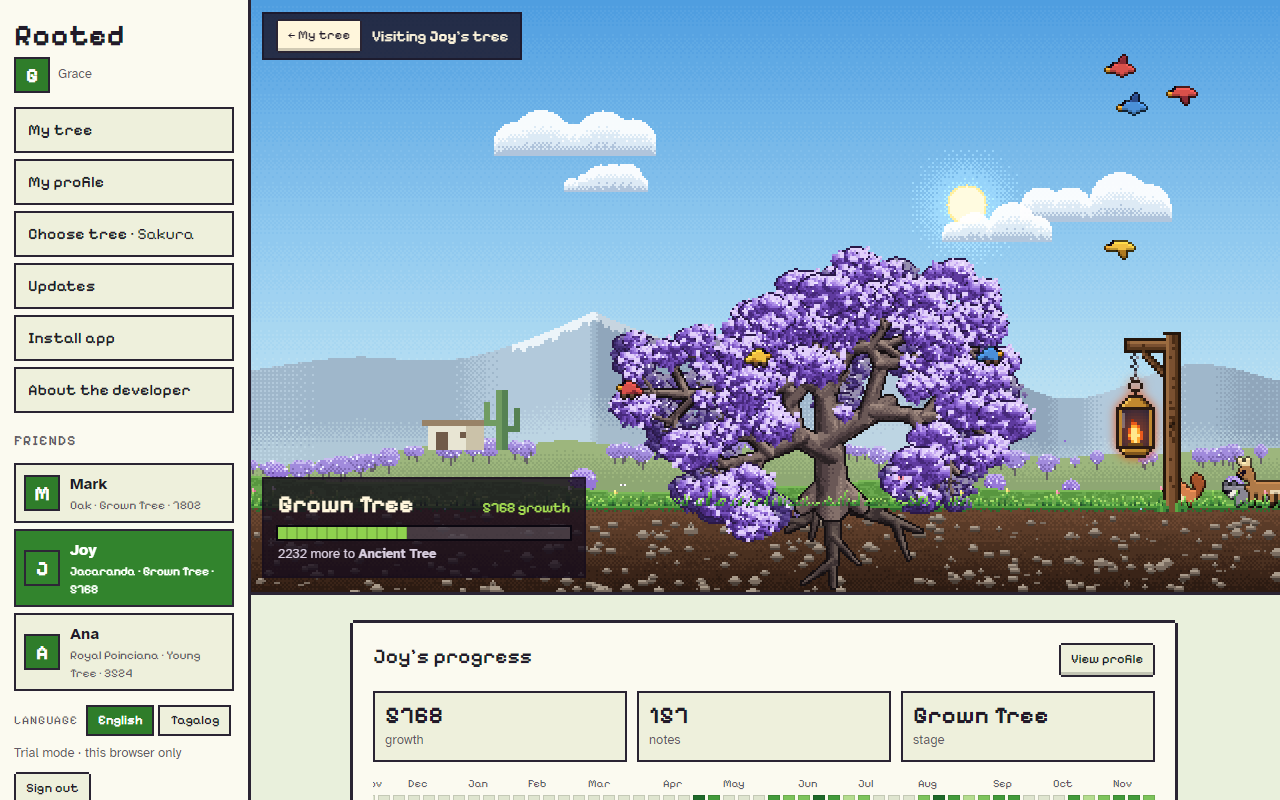 Rooted
G
Grace
My tree
My profile
Choose tree · Sakura
Updates
Install app
About the developer
FRIENDS
M
Mark
Oak · Grown Tree · 7802
J
Joy
Jacaranda · Grown Tree ·
5768
A
Ana
Royal Poinciana · Young
Tree · 3524
LANGUAGE
English
Tagalog
Trial mode · this browser only
Sign out
← My tree
Visiting Joy's tree
Grown Tree
5768 growth
2232 more to Ancient Tree
Joy's progress
View profile
5768
growth
157
notes
Grown Tree
stage
ov Dec Jan Feb Mar Apr May Jun Jul Aug Sep Oct Nov